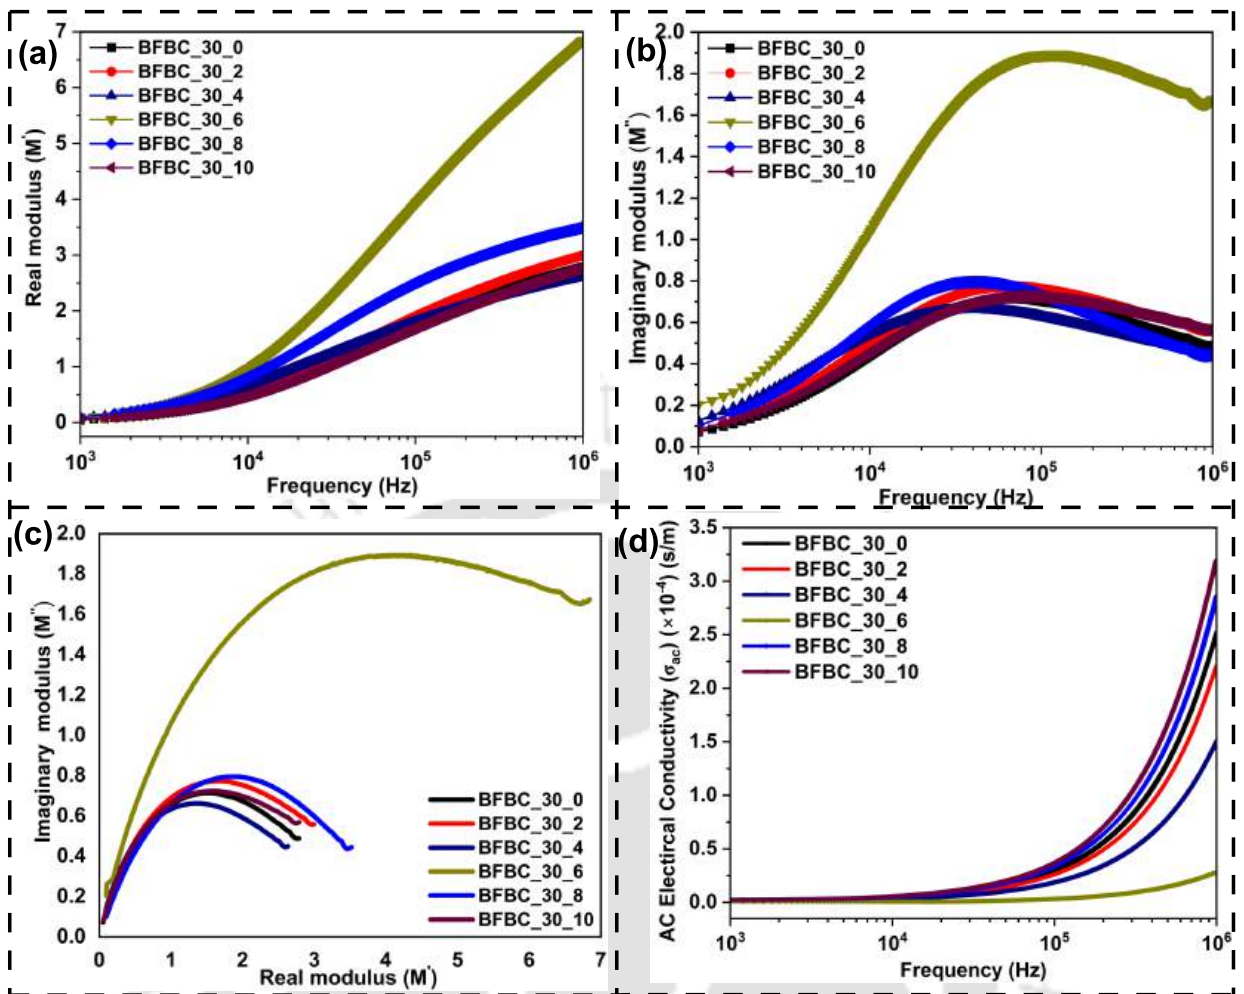 (a)
7
6
5
4
3
2
1
0
Real modulus (M')
BFBC_30_0
BFBC_30_2
BFBC_30_4
BFBC_30_6
BFBC_30_8
BFBC_30_10
10³ 10⁴ 10⁵ 10⁶
Frequency (Hz)
(b)
2.0
1.8
1.6
1.4
1.2
1.0
0.8
0.6
0.4
0.2
0.0
Imaginary modulus (M")
BFBC_30_0
BFBC_30_2
BFBC_30_4
BFBC_30_6
BFBC_30_8
BFBC_30_10
10³ 10⁴ 10⁵ 10⁶
Frequency (Hz)
(c)
2.0
1.8
1.6
1.4
1.2
1.0
0.8
0.6
0.4
0.2
0.0
Imaginary modulus (M")
BFBC_30_0
BFBC_30_2
BFBC_30_4
BFBC_30_6
BFBC_30_8
BFBC_30_10
0 1 2 3 4 5 6 7
Real modulus (M')
(d)
3.5
3.0
2.5
2.0
1.5
1.0
0.5
0.0
AC Electircal Conductivity (σac) (×10⁻⁴) (s/m)
BFBC_30_0
BFBC_30_2
BFBC_30_4
BFBC_30_6
BFBC_30_8
BFBC_30_10
10³ 10⁴ 10⁵ 10⁶
Frequency (Hz)